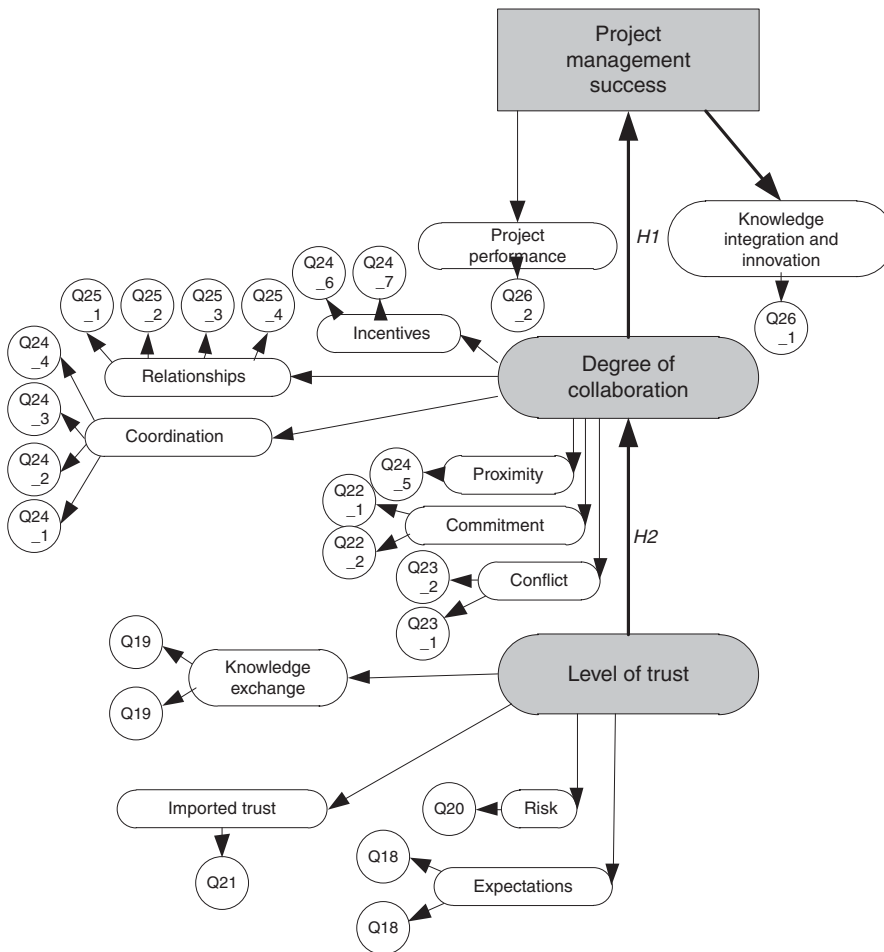 Project
management
success
Knowledge
integration and
innovation
Project
performance
H1
Q24
_6
Q24
_7
Q26
_2
Q26
_1
Q25
_1
Q25
_2
Q25
_3
Q25
_4
Incentives
Relationships
Degree of
collaboration
Q24
_4
Q24
_3
Q24
_2
Q24
_1
Coordination
Q24
_5
Proximity
Q22
_1
Q22
_2
Commitment
H2
Q23
_2
Q23
_1
Conflict
Q19
Q19
Knowledge
exchange
Level of trust
Imported trust
Q21
Q20
Risk
Q18
Q18
Expectations